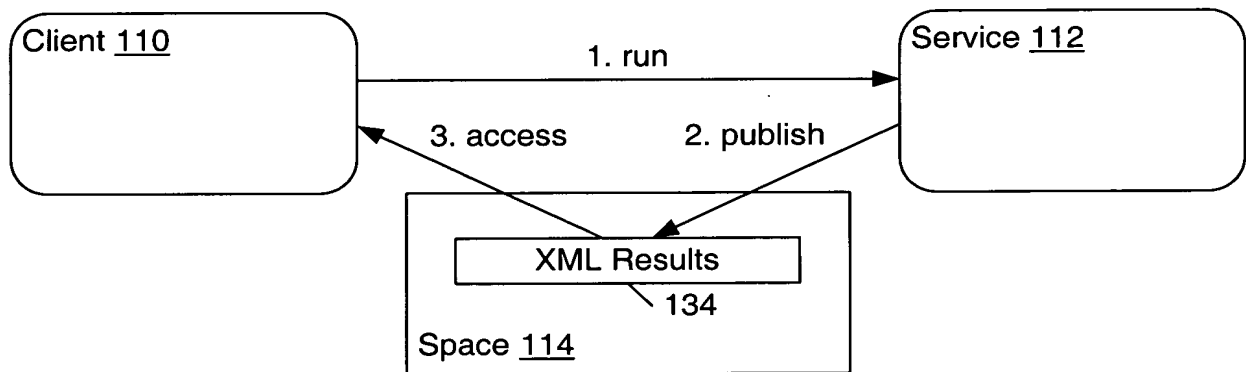 Client 110
Service 112
1. run
3. access
2. publish
XML Results
134
Space 114